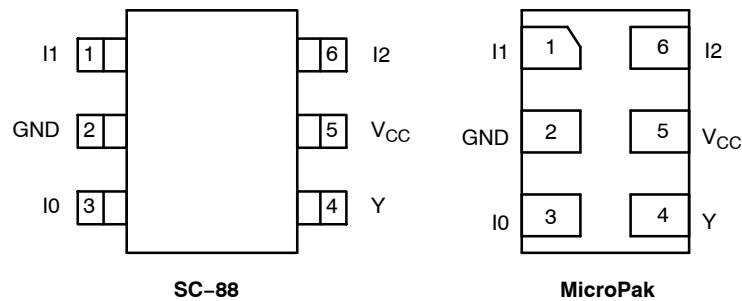 I1 1 6 I2
GND 2 5 VCC
I0 3 4 Y
SC–88
I1 1 6 I2
GND 2 5 VCC
I0 3 4 Y
MicroPak